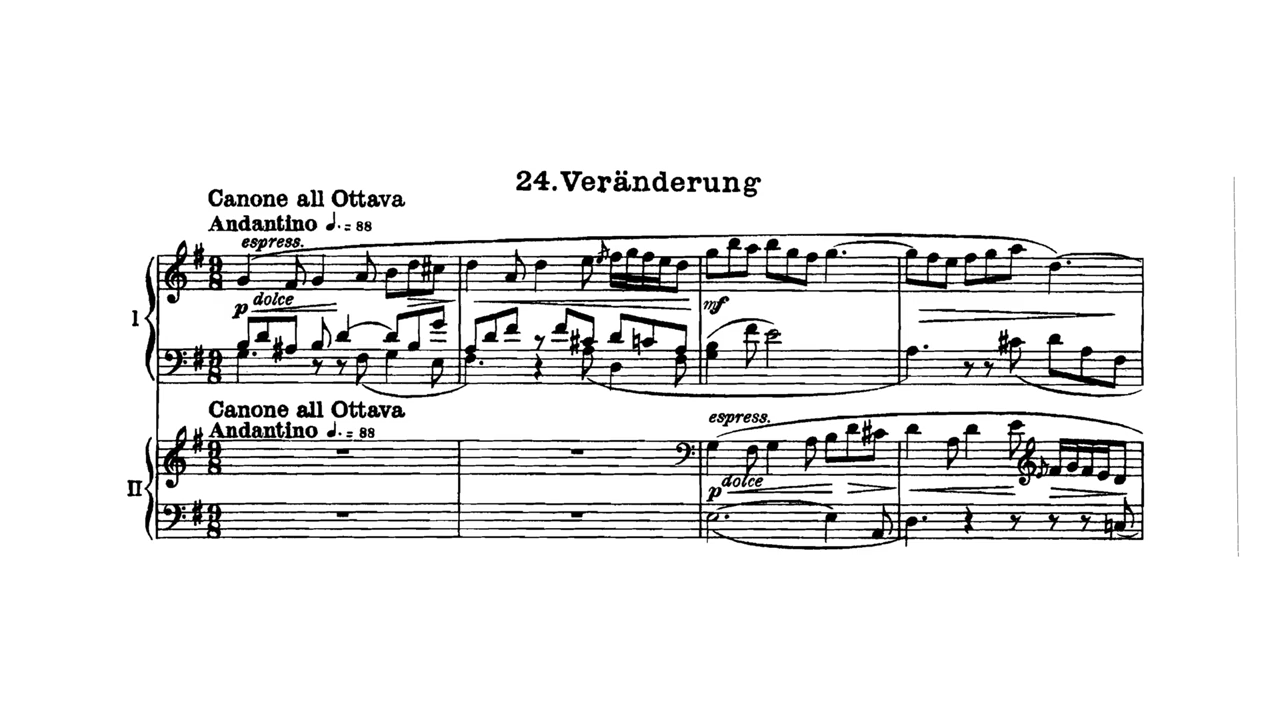 24. Veränderung
Canone all Ottava
Andantino ♩. = 88
espress.
p dolce
mf
I
Canone all Ottava
Andantino ♩. = 88
espress.
p dolce
II